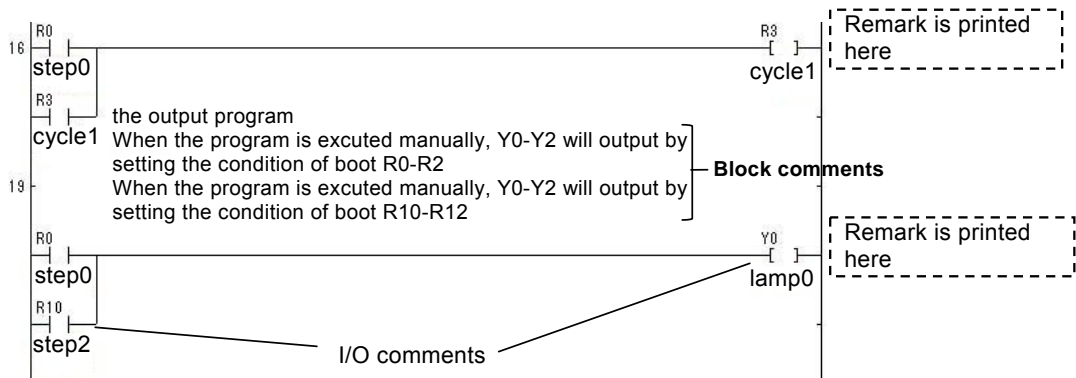 R0
R3
Remark is printed
here
16
step0
cycle1
R3
cycle1
the output program
When the program is excuted manually, Y0-Y2 will output by
setting the condition of boot R0-R2
Block comments
When the program is excuted manually, Y0-Y2 will output by
setting the condition of boot R10-R12
19
R0
Y0
Remark is printed
here
step0
lamp0
R10
step2
I/O comments